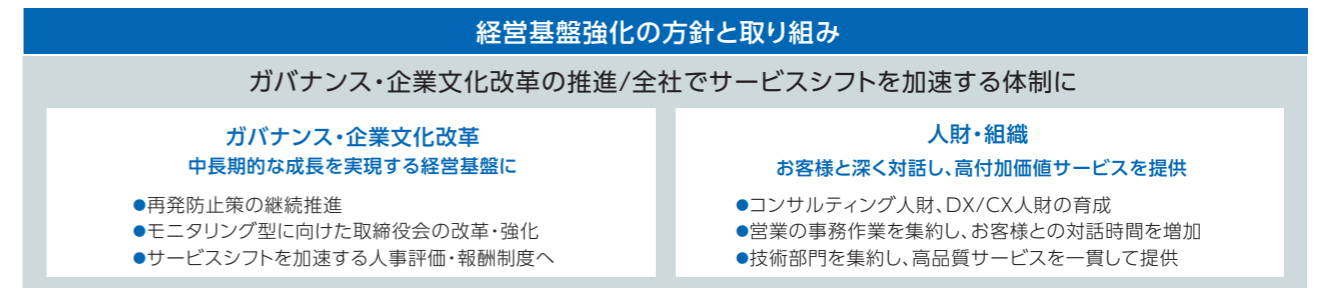 経営基盤強化の方針と取り組み
ガバナンス・企業文化改革の推進/全社でサービスシフトを加速する体制に
ガバナンス・企業文化改革
中長期的な成長を実現する経営基盤に
●再発防止策の継続推進
●モニタリング型に向けた取締役会の改革・強化
●サービスシフトを加速する人事評価・報酬制度へ
人財・組織
お客様と深く対話し、高付加価値サービスを提供
●コンサルティング人財、DX/CX人財の育成
●営業の事務作業を集約し、お客様との対話時間を増加
●技術部門を集約し、高品質サービスを一貫して提供